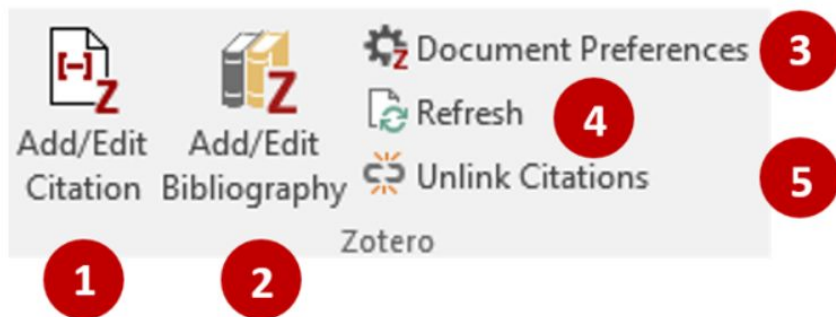 [-]Z
Z
Add/Edit
Citation
Add/Edit
Bibliography
Z
Document Preferences
Refresh
Unlink Citations
Zotero
1
2
3
4
5